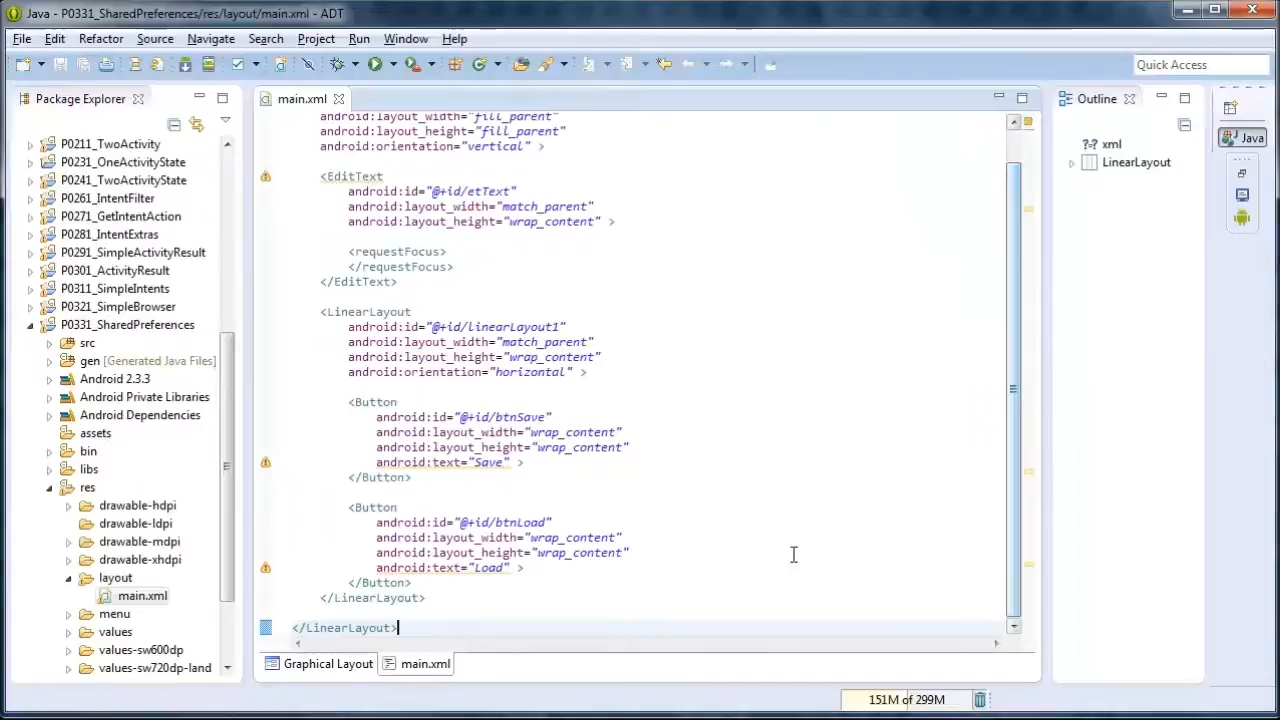 Java - P0331_SharedPreferences/res/layout/main.xml - ADT
File Edit Refactor Source Navigate Search Project Run Window Help
Quick Access
Package Explorer
P0211_TwoActivity
P0231_OneActivityState
P0241_TwoActivityState
P0261_IntentFilter
P0271_GetIntentAction
P0281_IntentExtras
P0291_SimpleActivityResult
P0301_ActivityResult
P0311_SimpleIntents
P0321_SimpleBrowser
P0331_SharedPreferences
src
gen [Generated Java Files]
Android 2.3.3
Android Private Libraries
Android Dependencies
assets
bin
libs
res
drawable-hdpi
drawable-ldpi
drawable-mdpi
drawable-xhdpi
layout
main.xml
menu
values
values-sw600dp
values-sw720dp-land
main.xml
android:layout_width="fill_parent"
android:layout_height="fill_parent"
android:orientation="vertical" >
<EditText
android:id="@+id/etText"
android:layout_width="match_parent"
android:layout_height="wrap_content" >
<requestFocus>
</requestFocus>
</EditText>
<LinearLayout
android:id="@+id/linearLayout1"
android:layout_width="match_parent"
android:layout_height="wrap_content"
android:orientation="horizontal" >
<Button
android:id="@+id/btnSave"
android:layout_width="wrap_content"
android:layout_height="wrap_content"
android:text="Save" >
</Button>
<Button
android:id="@+id/btnLoad"
android:layout_width="wrap_content"
android:layout_height="wrap_content"
android:text="Load" >
</Button>
</LinearLayout>
</LinearLayout>
Graphical Layout main.xml
Outline
xml
LinearLayout
Java
151M of 299M